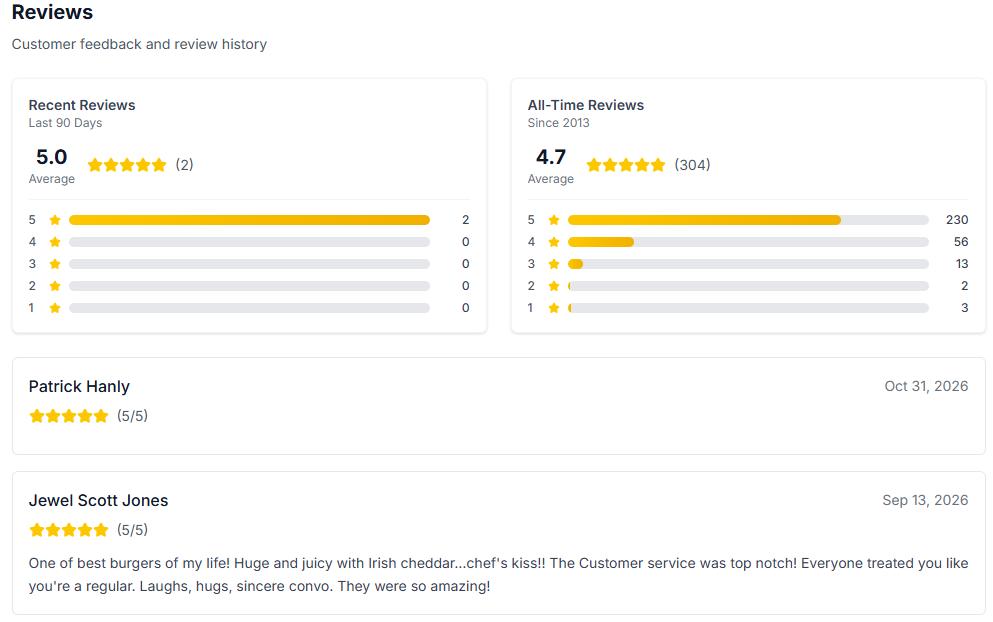 Reviews
Customer feedback and review history
Recent Reviews
Last 90 Days
5.0
(2)
Average
5 2
4 0
3 0
2 0
1 0
All-Time Reviews
Since 2013
4.7
(304)
Average
5 230
4 56
3 13
2 2
1 3
Patrick Hanly Oct 31, 2026
(5/5)
Jewel Scott Jones Sep 13, 2026
(5/5)
One of best burgers of my life! Huge and juicy with Irish cheddar...chef's kiss!! The Customer service was top notch! Everyone treated you like
you're a regular. Laughs, hugs, sincere convo. They were so amazing!